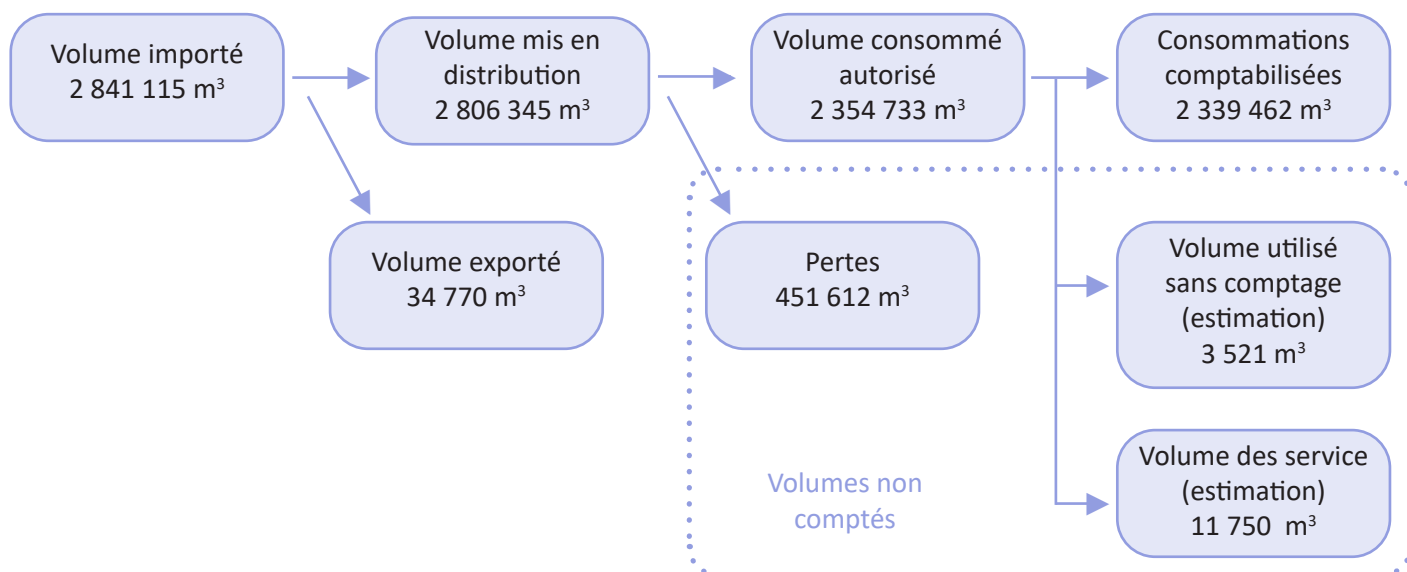 Volume importé
2 841 115 m³
Volume mis en
distribution
2 806 345 m³
Volume consommé
autorisé
2 354 733 m³
Consommations
comptabilisées
2 339 462 m³
Volume exporté
34 770 m³
Pertes
451 612 m³
Volume utilisé
sans comptage
(estimation)
3 521 m³
Volume des service
(estimation)
11 750 m³
Volumes non
comptés